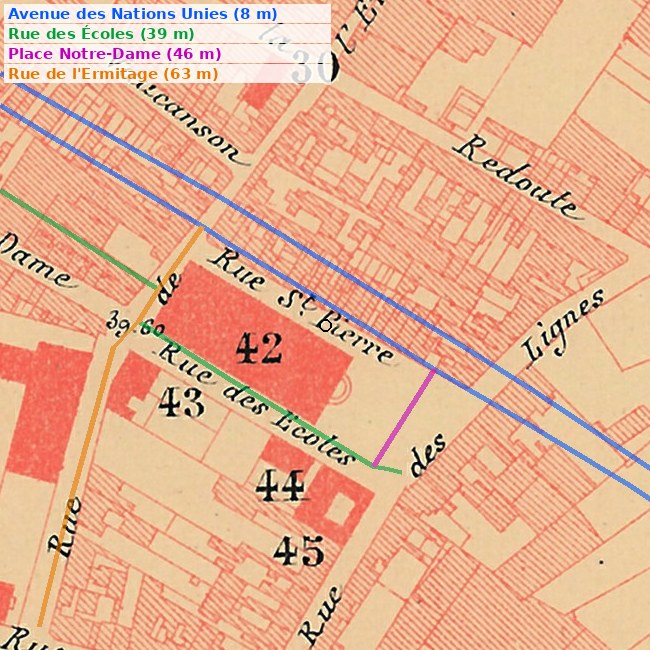 Avenue des Nations Unies (8 m)
Rue des Écoles (39 m)
Place Notre-Dame (46 m)
Rue de l'Ermitage (63 m)
30
Redoute
Dame
de
Rue St. Pierre
39.60
42
Rue des Ecoles
43
Lignes
des
44
45
Rue
Rue